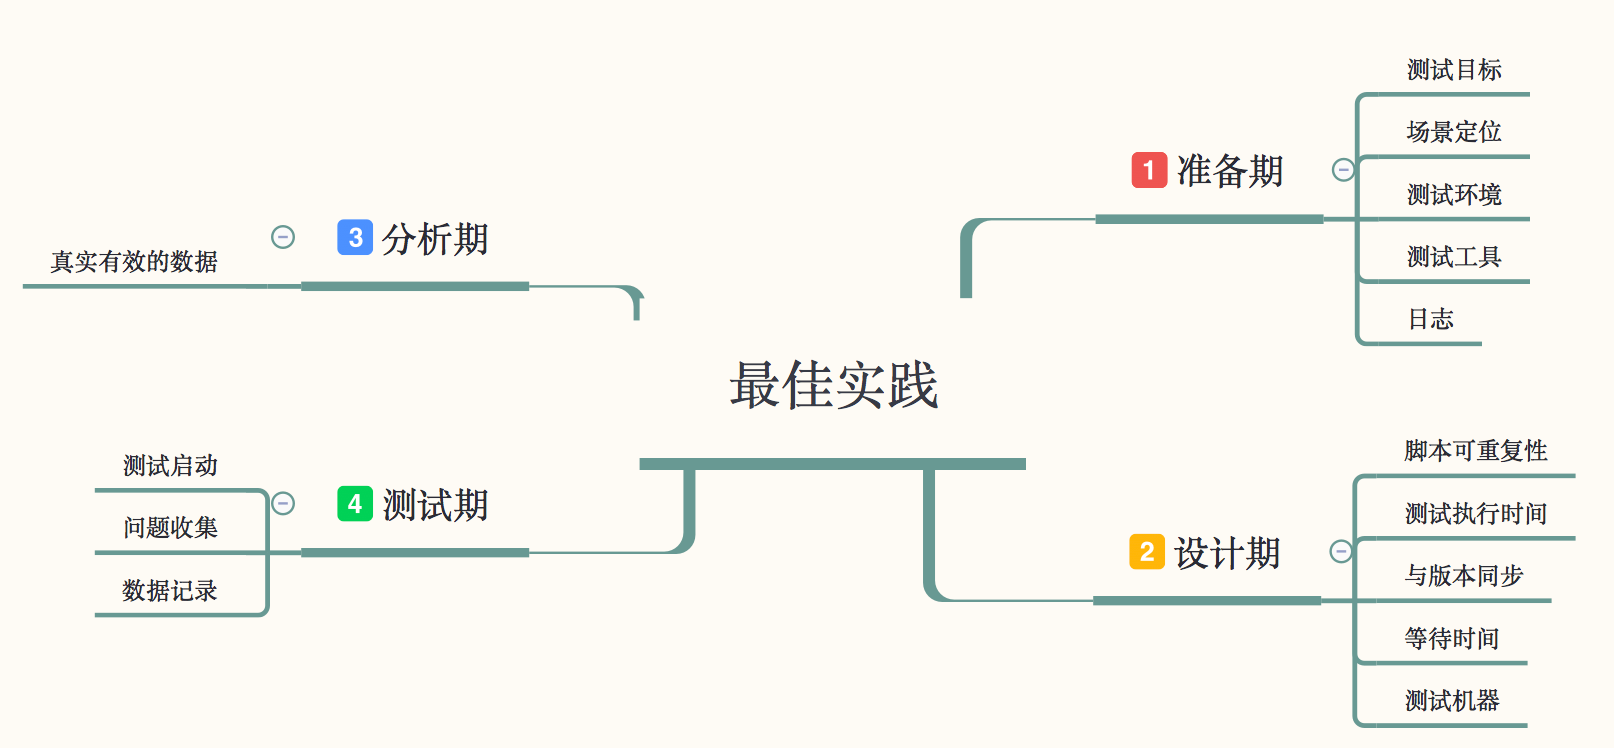 最佳实践
1 准备期
测试目标
场景定位
测试环境
测试工具
日志
2 设计期
脚本可重复性
测试执行时间
与版本同步
等待时间
测试机器
3 分析期
真实有效的数据
4 测试期
测试启动
问题收集
数据记录